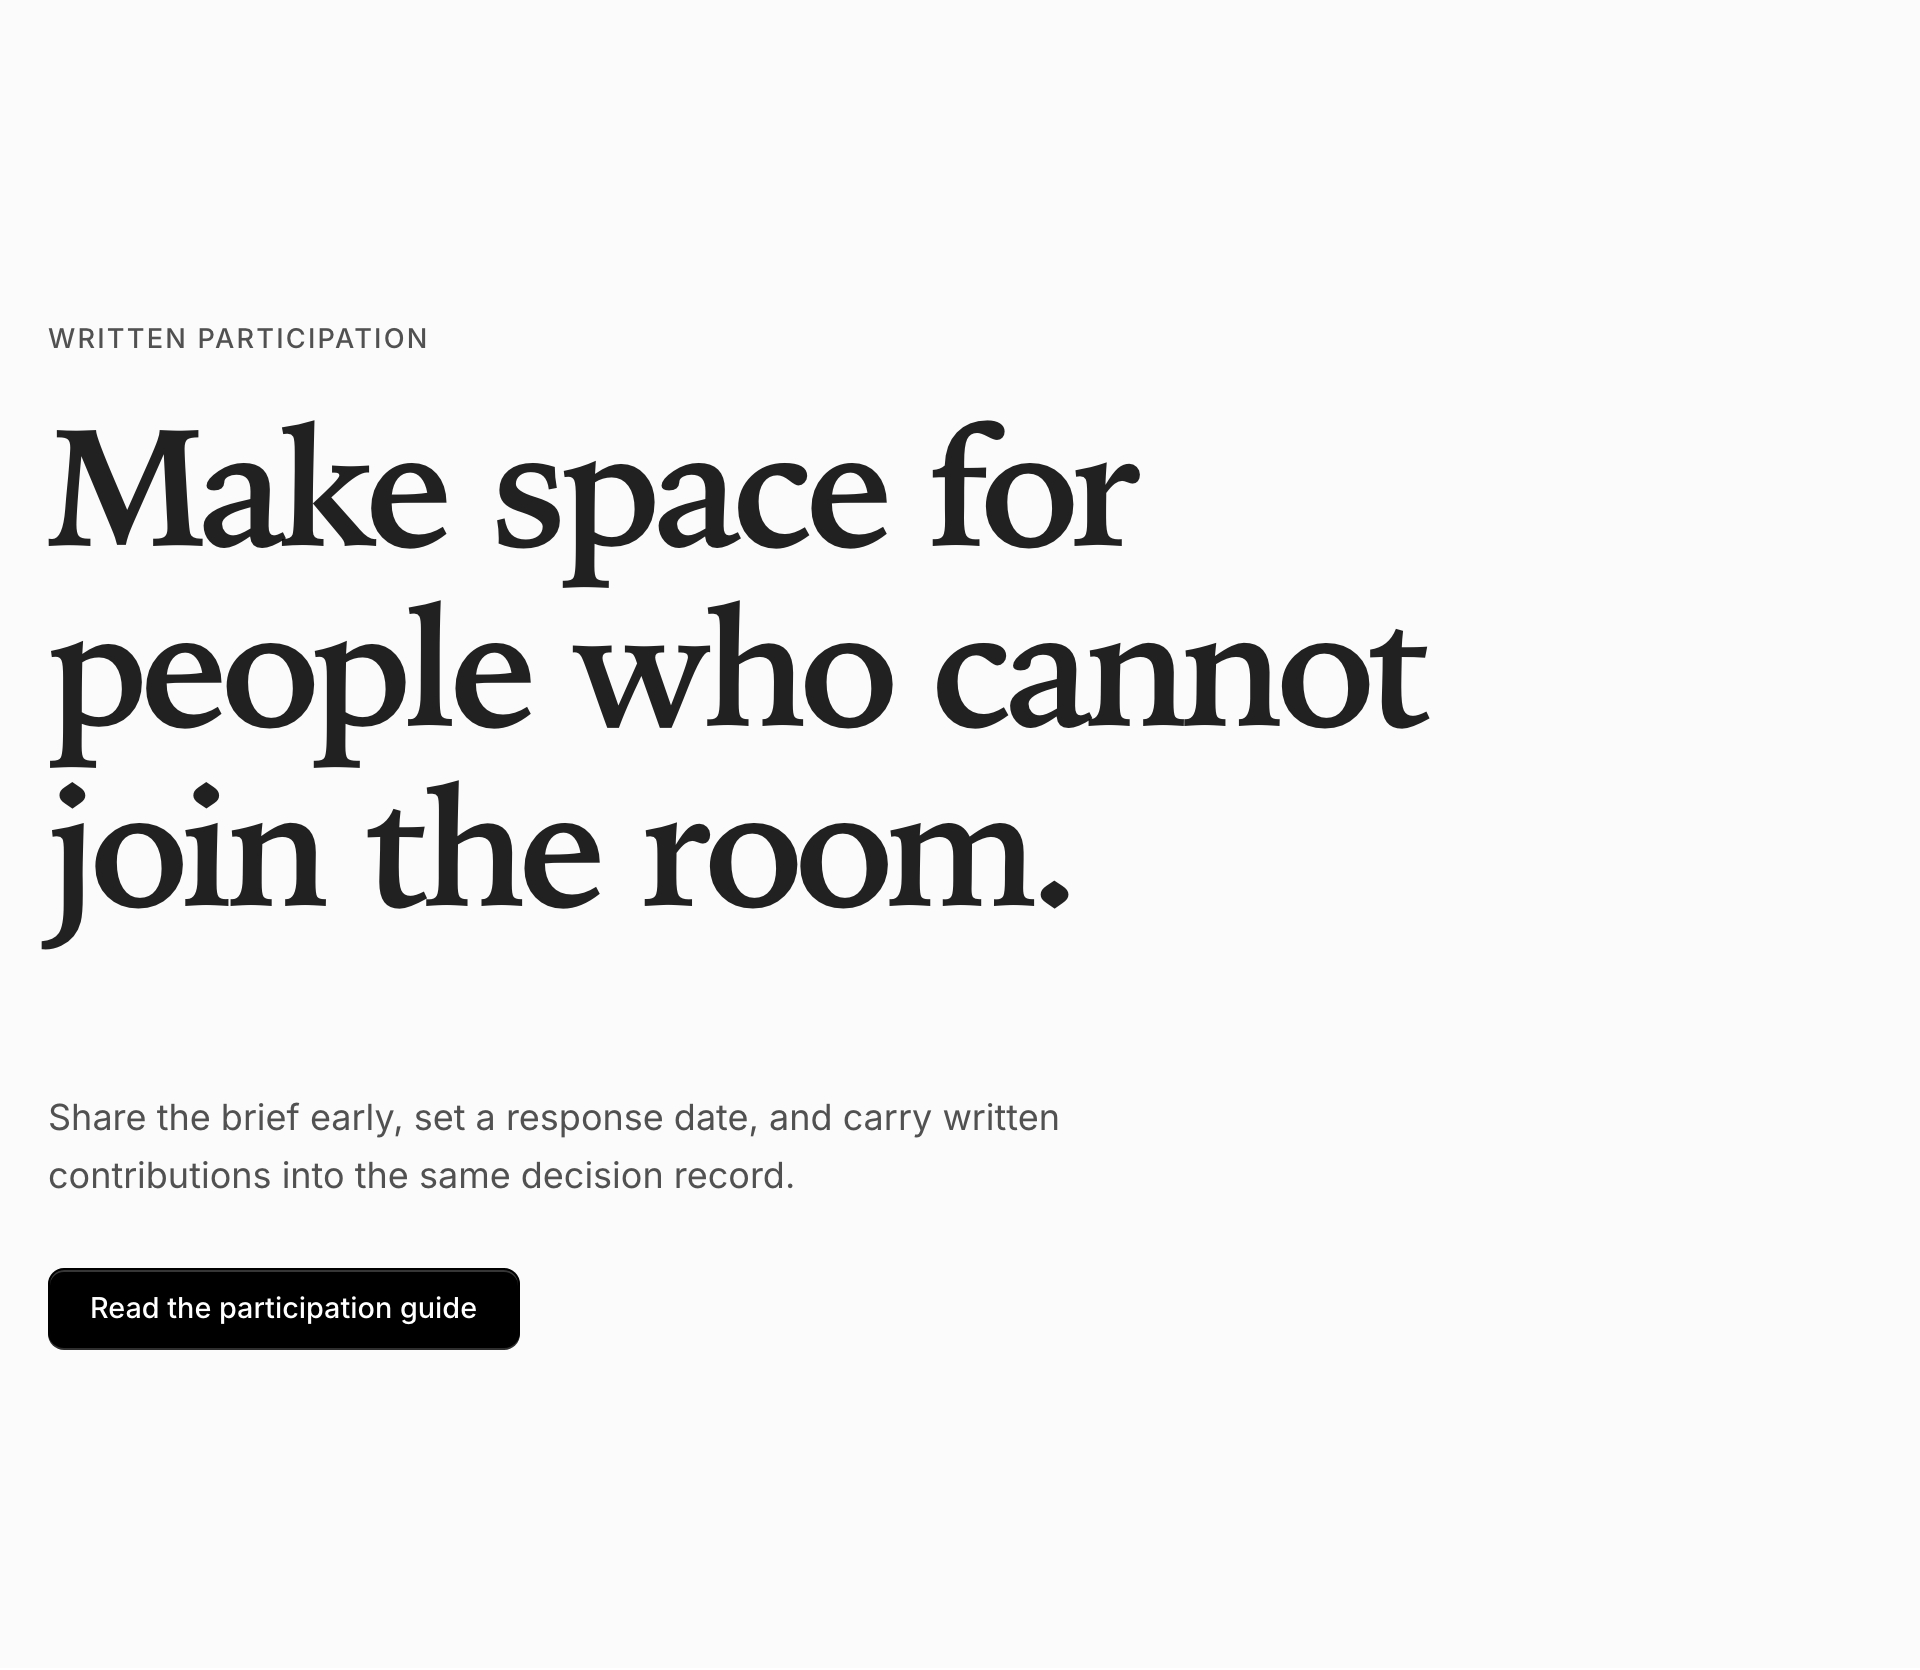 WRITTEN PARTICIPATION
Make space for
people who cannot
join the room.
Share the brief early, set a response date, and carry written
contributions into the same decision record.
Read the participation guide